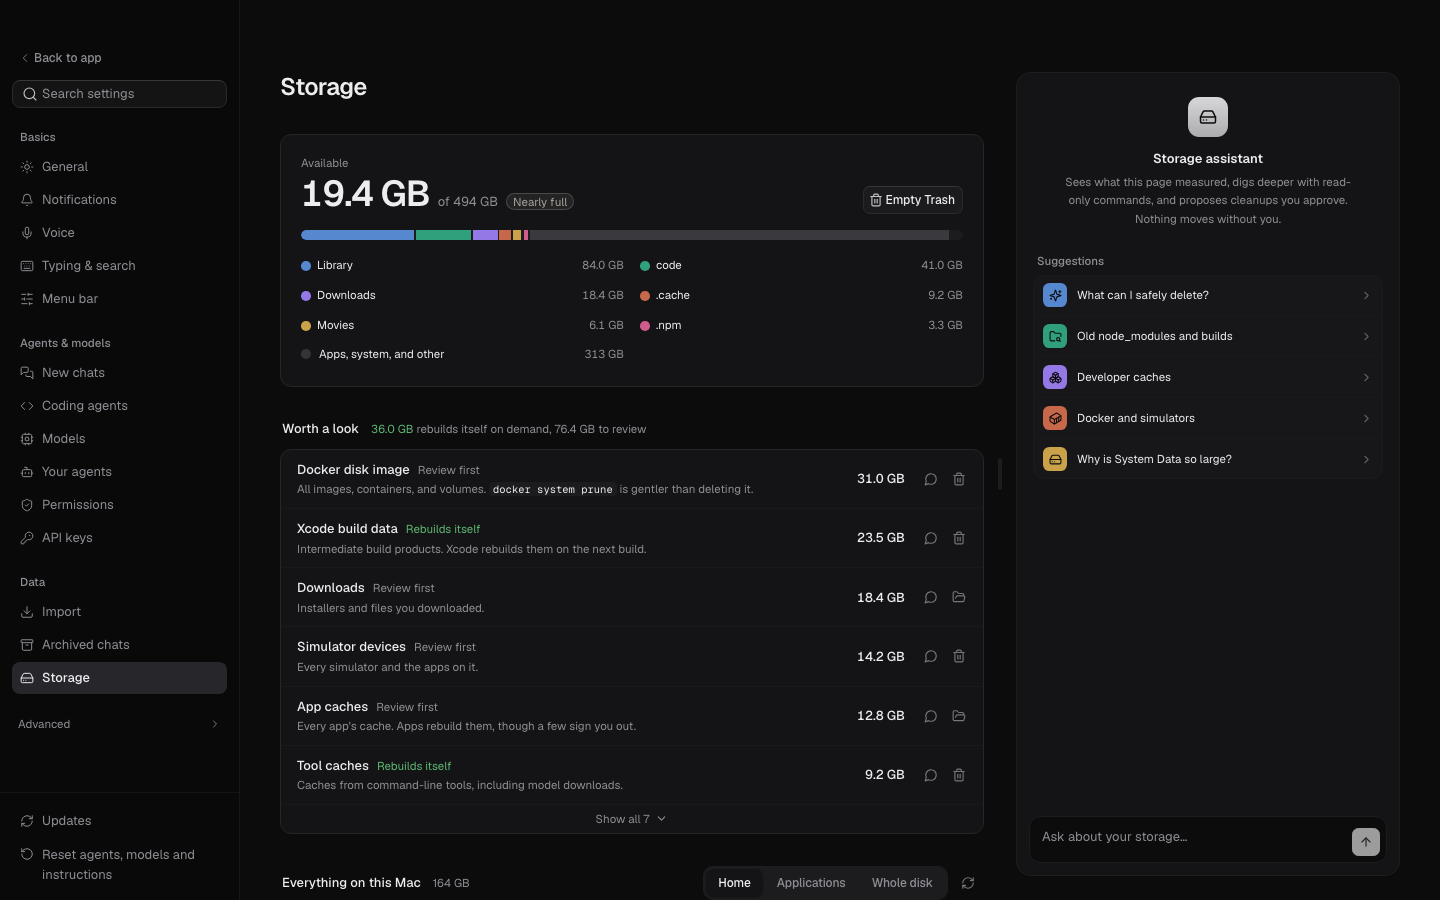 Back to app
Search settings
Basics
General
Notifications
Voice
Typing & search
Menu bar
Agents & models
New chats
Coding agents
Models
Your agents
Permissions
API keys
Data
Import
Archived chats
Storage
Advanced
Updates
Reset agents, models and
instructions
Storage
Available
19.4 GB of 494 GB Nearly full
Empty Trash
Library 84.0 GB
code 41.0 GB
Downloads 18.4 GB
.cache 9.2 GB
Movies 6.1 GB
.npm 3.3 GB
Apps, system, and other 313 GB
Worth a look 36.0 GB rebuilds itself on demand, 76.4 GB to review
Docker disk image Review first
All images, containers, and volumes. docker system prune is gentler than deleting it.
31.0 GB
Xcode build data Rebuilds itself
Intermediate build products. Xcode rebuilds them on the next build.
23.5 GB
Downloads Review first
Installers and files you downloaded.
18.4 GB
Simulator devices Review first
Every simulator and the apps on it.
14.2 GB
App caches Review first
Every app's cache. Apps rebuild them, though a few sign you out.
12.8 GB
Tool caches Rebuilds itself
Caches from command-line tools, including model downloads.
9.2 GB
Show all 7
Everything on this Mac 164 GB
Home Applications Whole disk
Storage assistant
Sees what this page measured, digs deeper with read-
only commands, and proposes cleanups you approve.
Nothing moves without you.
Suggestions
What can I safely delete?
Old node_modules and builds
Developer caches
Docker and simulators
Why is System Data so large?
Ask about your storage...